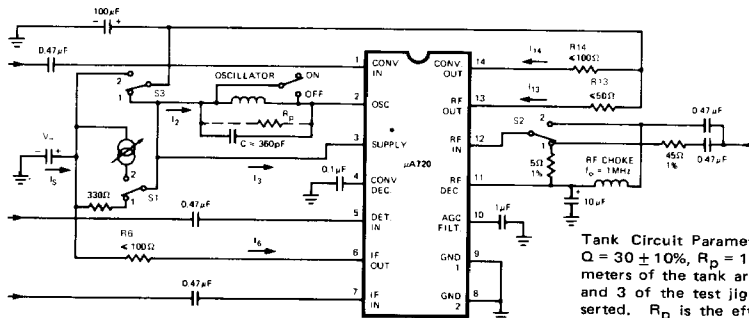 100μF
0.47μF
1
CONV
IN
CONV
OUT
14
I14
R14
≤100Ω
OSCILLATOR
ON
OFF
2
1
S3
I2
Rp
C ≈ 360pF
2
OSC
RF
OUT
13
I13
R13
≤50Ω
3
SUPPLY
μA720
RF
IN
12
S2
2
1
0.47μF
0.47μF
45Ω
1%
5Ω
1%
RF CHOKE
fo = 1MHz
10μF
IS
2
1
S1
330Ω
I3
0.1μF
4
CONV
DEC.
RF
DEC
11
0.47μF
5
DET.
IN
AGC
FILT.
10
1μF
R6
≤ 100Ω
I6
6
IF
OUT
GND
1
9
0.47μF
7
IF
IN
GND
2
8
Tank Circuit Parame
Q = 30 ± 10%, Rp = 1
meters of the tank ar
and 3 of the test jig
serted. Rp is the ef